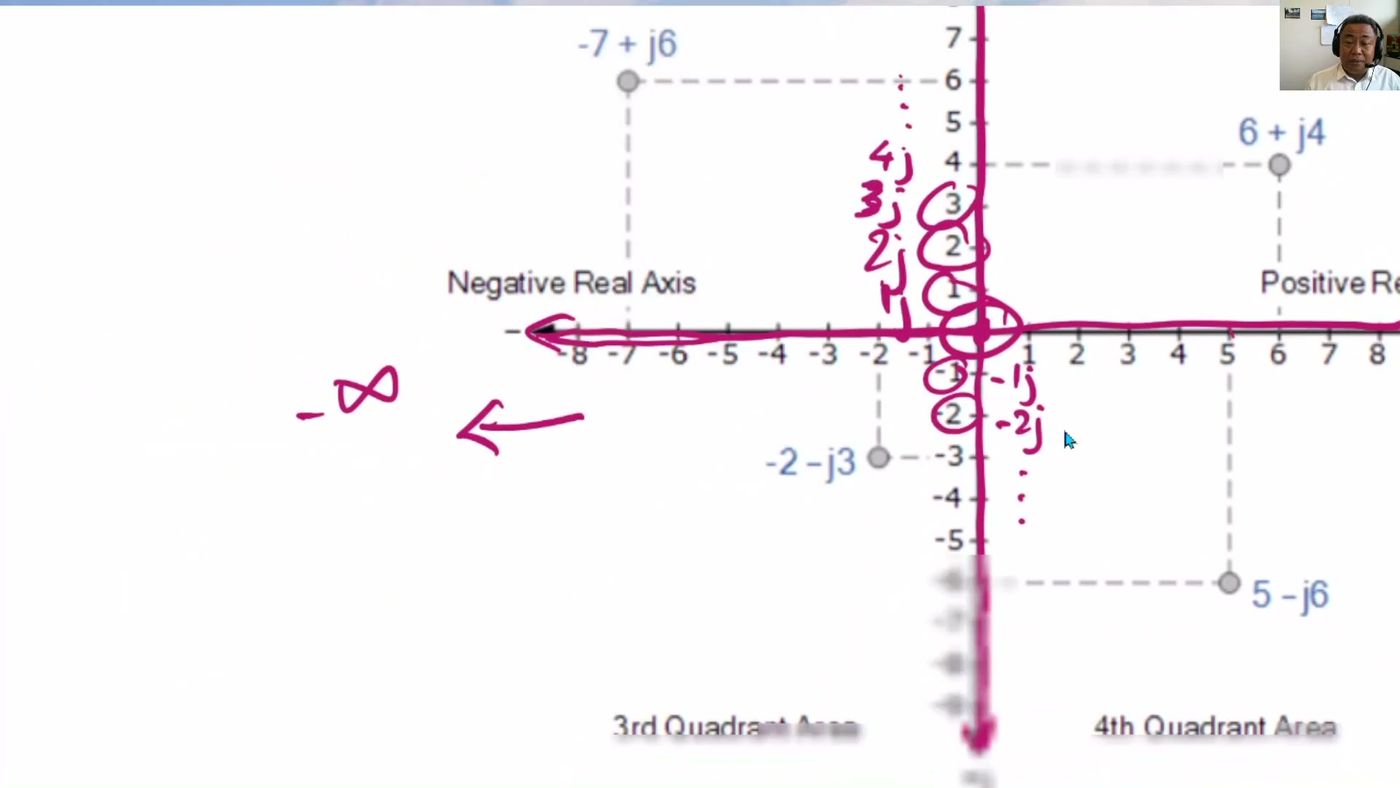 -7 + j6
7
6
5
6 + j4
4j
4
3j
3
2j
2
1j
1
Negative Real Axis
Positive Re
-8 -7 -6 -5 -4 -3 -2 -1 1 2 3 4 5 6 7 8
-1 -1j
-∞
-2 -2j
-2 -j3
-3
-4
-5
5 -j6
3rd Quadrant Area
4th Quadrant Area